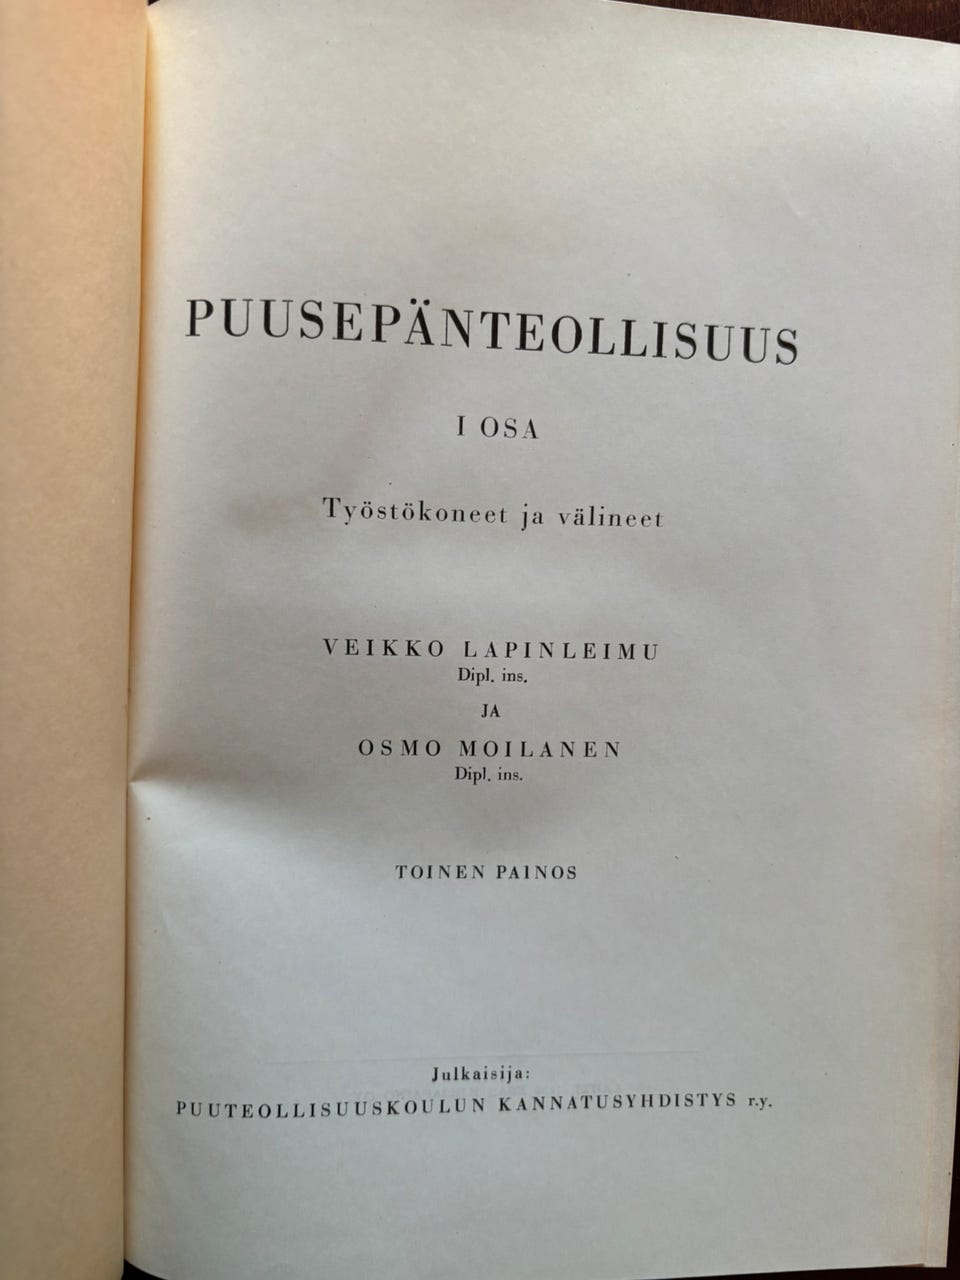 PUUSEPÄNTEOLLISUUS
I OSA
Työstökoneet ja välineet
VEIKKO LAPINLEIMU
Dipl. ins.
JA
OSMO MOILANEN
Dipl. ins.
TOINEN PAINOS
Julkaisija:
PUUTEOLLISUUSKOULUN KANNATUSYHDISTYS r.y.